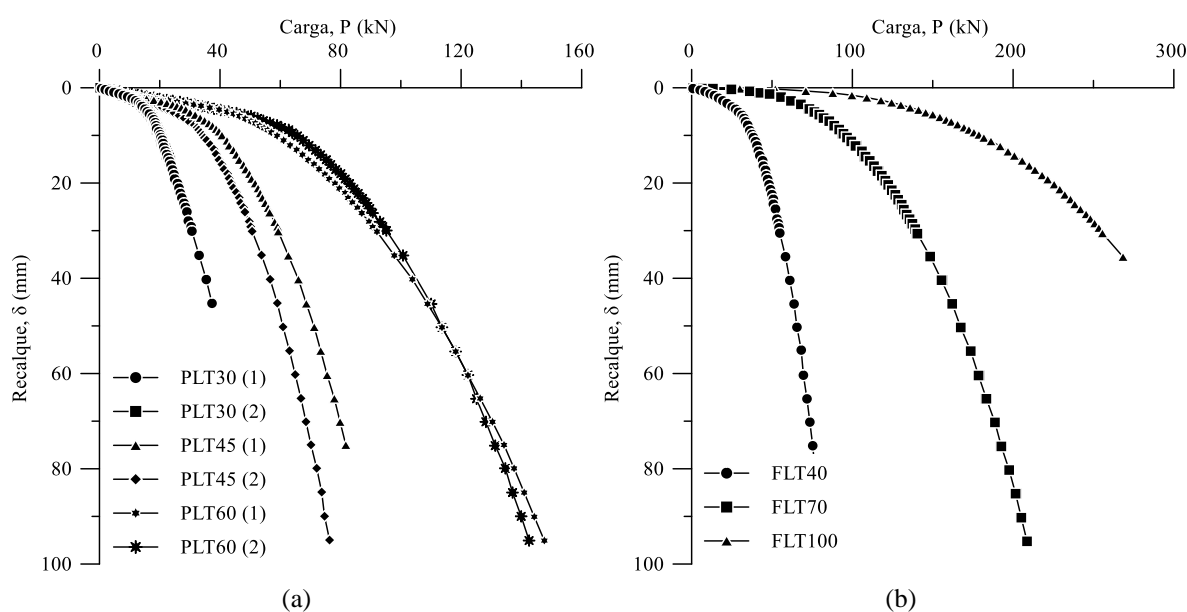 Carga, P (kN)
0 40 80 120 160
0
20
40
60
80
100
Recalque, δ (mm)
PLT30 (1)
PLT30 (2)
PLT45 (1)
PLT45 (2)
PLT60 (1)
PLT60 (2)
(a)
Carga, P (kN)
0 100 200 300
0
20
40
60
80
100
Recalque, δ (mm)
FLT40
FLT70
FLT100
(b)